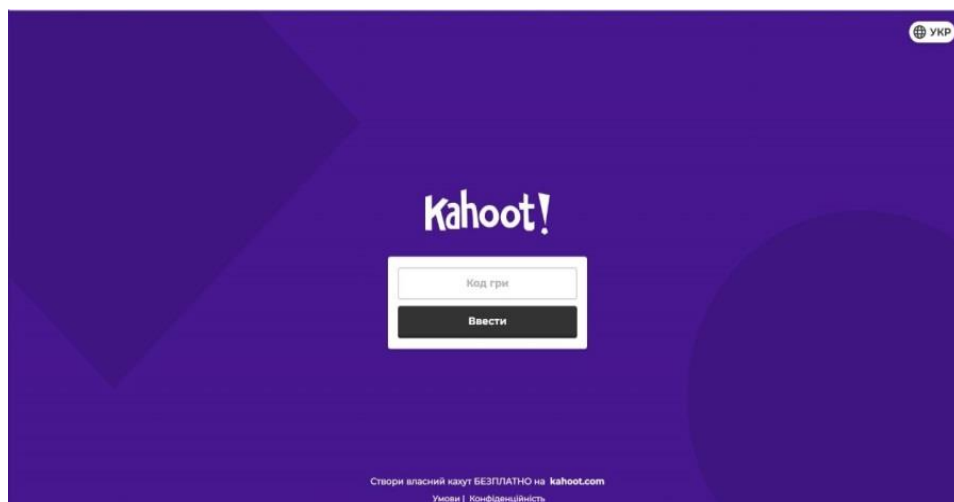 УКР
Kahoot!
Код гри
Ввести
Створи власний кахут БЕЗПЛАТНО на kahoot.com
Умови | Конфіденційність